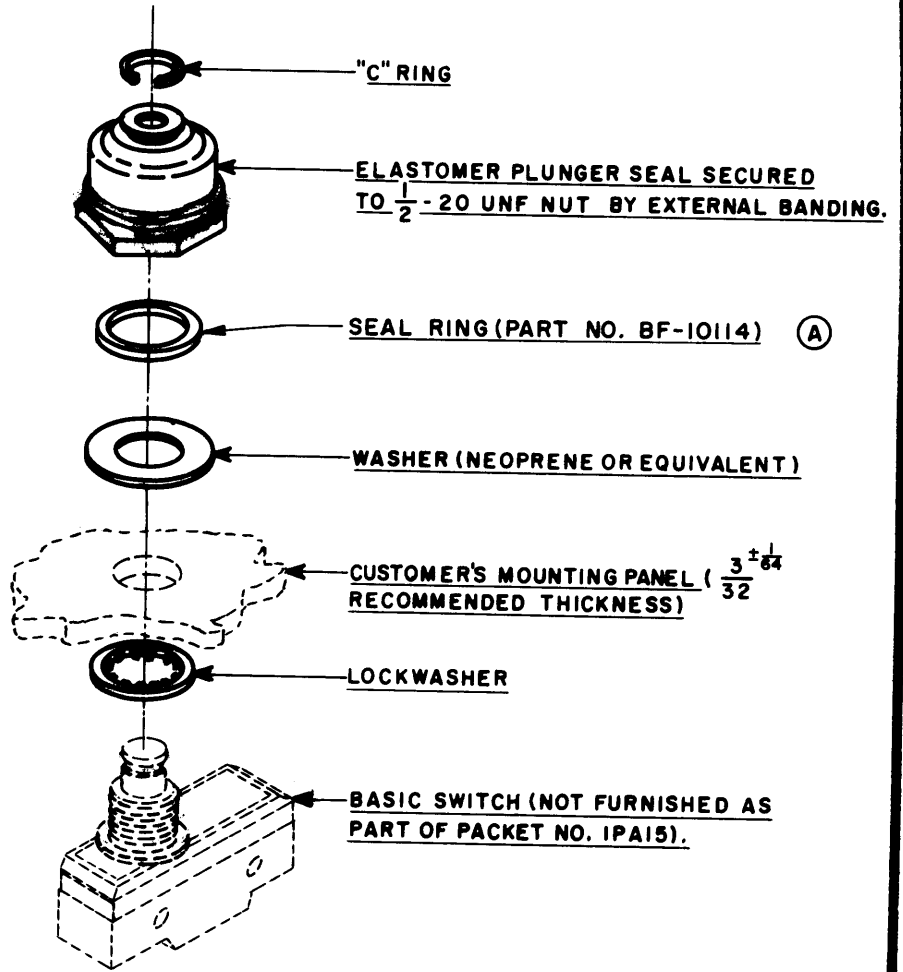 "C" RING
ELASTOMER PLUNGER SEAL SECURED
TO 1/2 - 20 UNF NUT BY EXTERNAL BANDING.
SEAL RING (PART NO. BF-10114) A
WASHER (NEOPRENE OR EQUIVALENT)
CUSTOMER'S MOUNTING PANEL ( 3/32 ± 1/64
RECOMMENDED THICKNESS)
LOCKWASHER
BASIC SWITCH (NOT FURNISHED AS
PART OF PACKET NO. 1PA15).